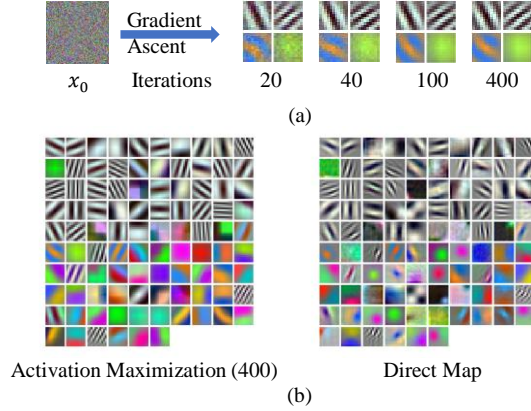 Gradient
Ascent
x₀ Iterations 20 40 100 400
(a)
Activation Maximization (400) Direct Map
(b)